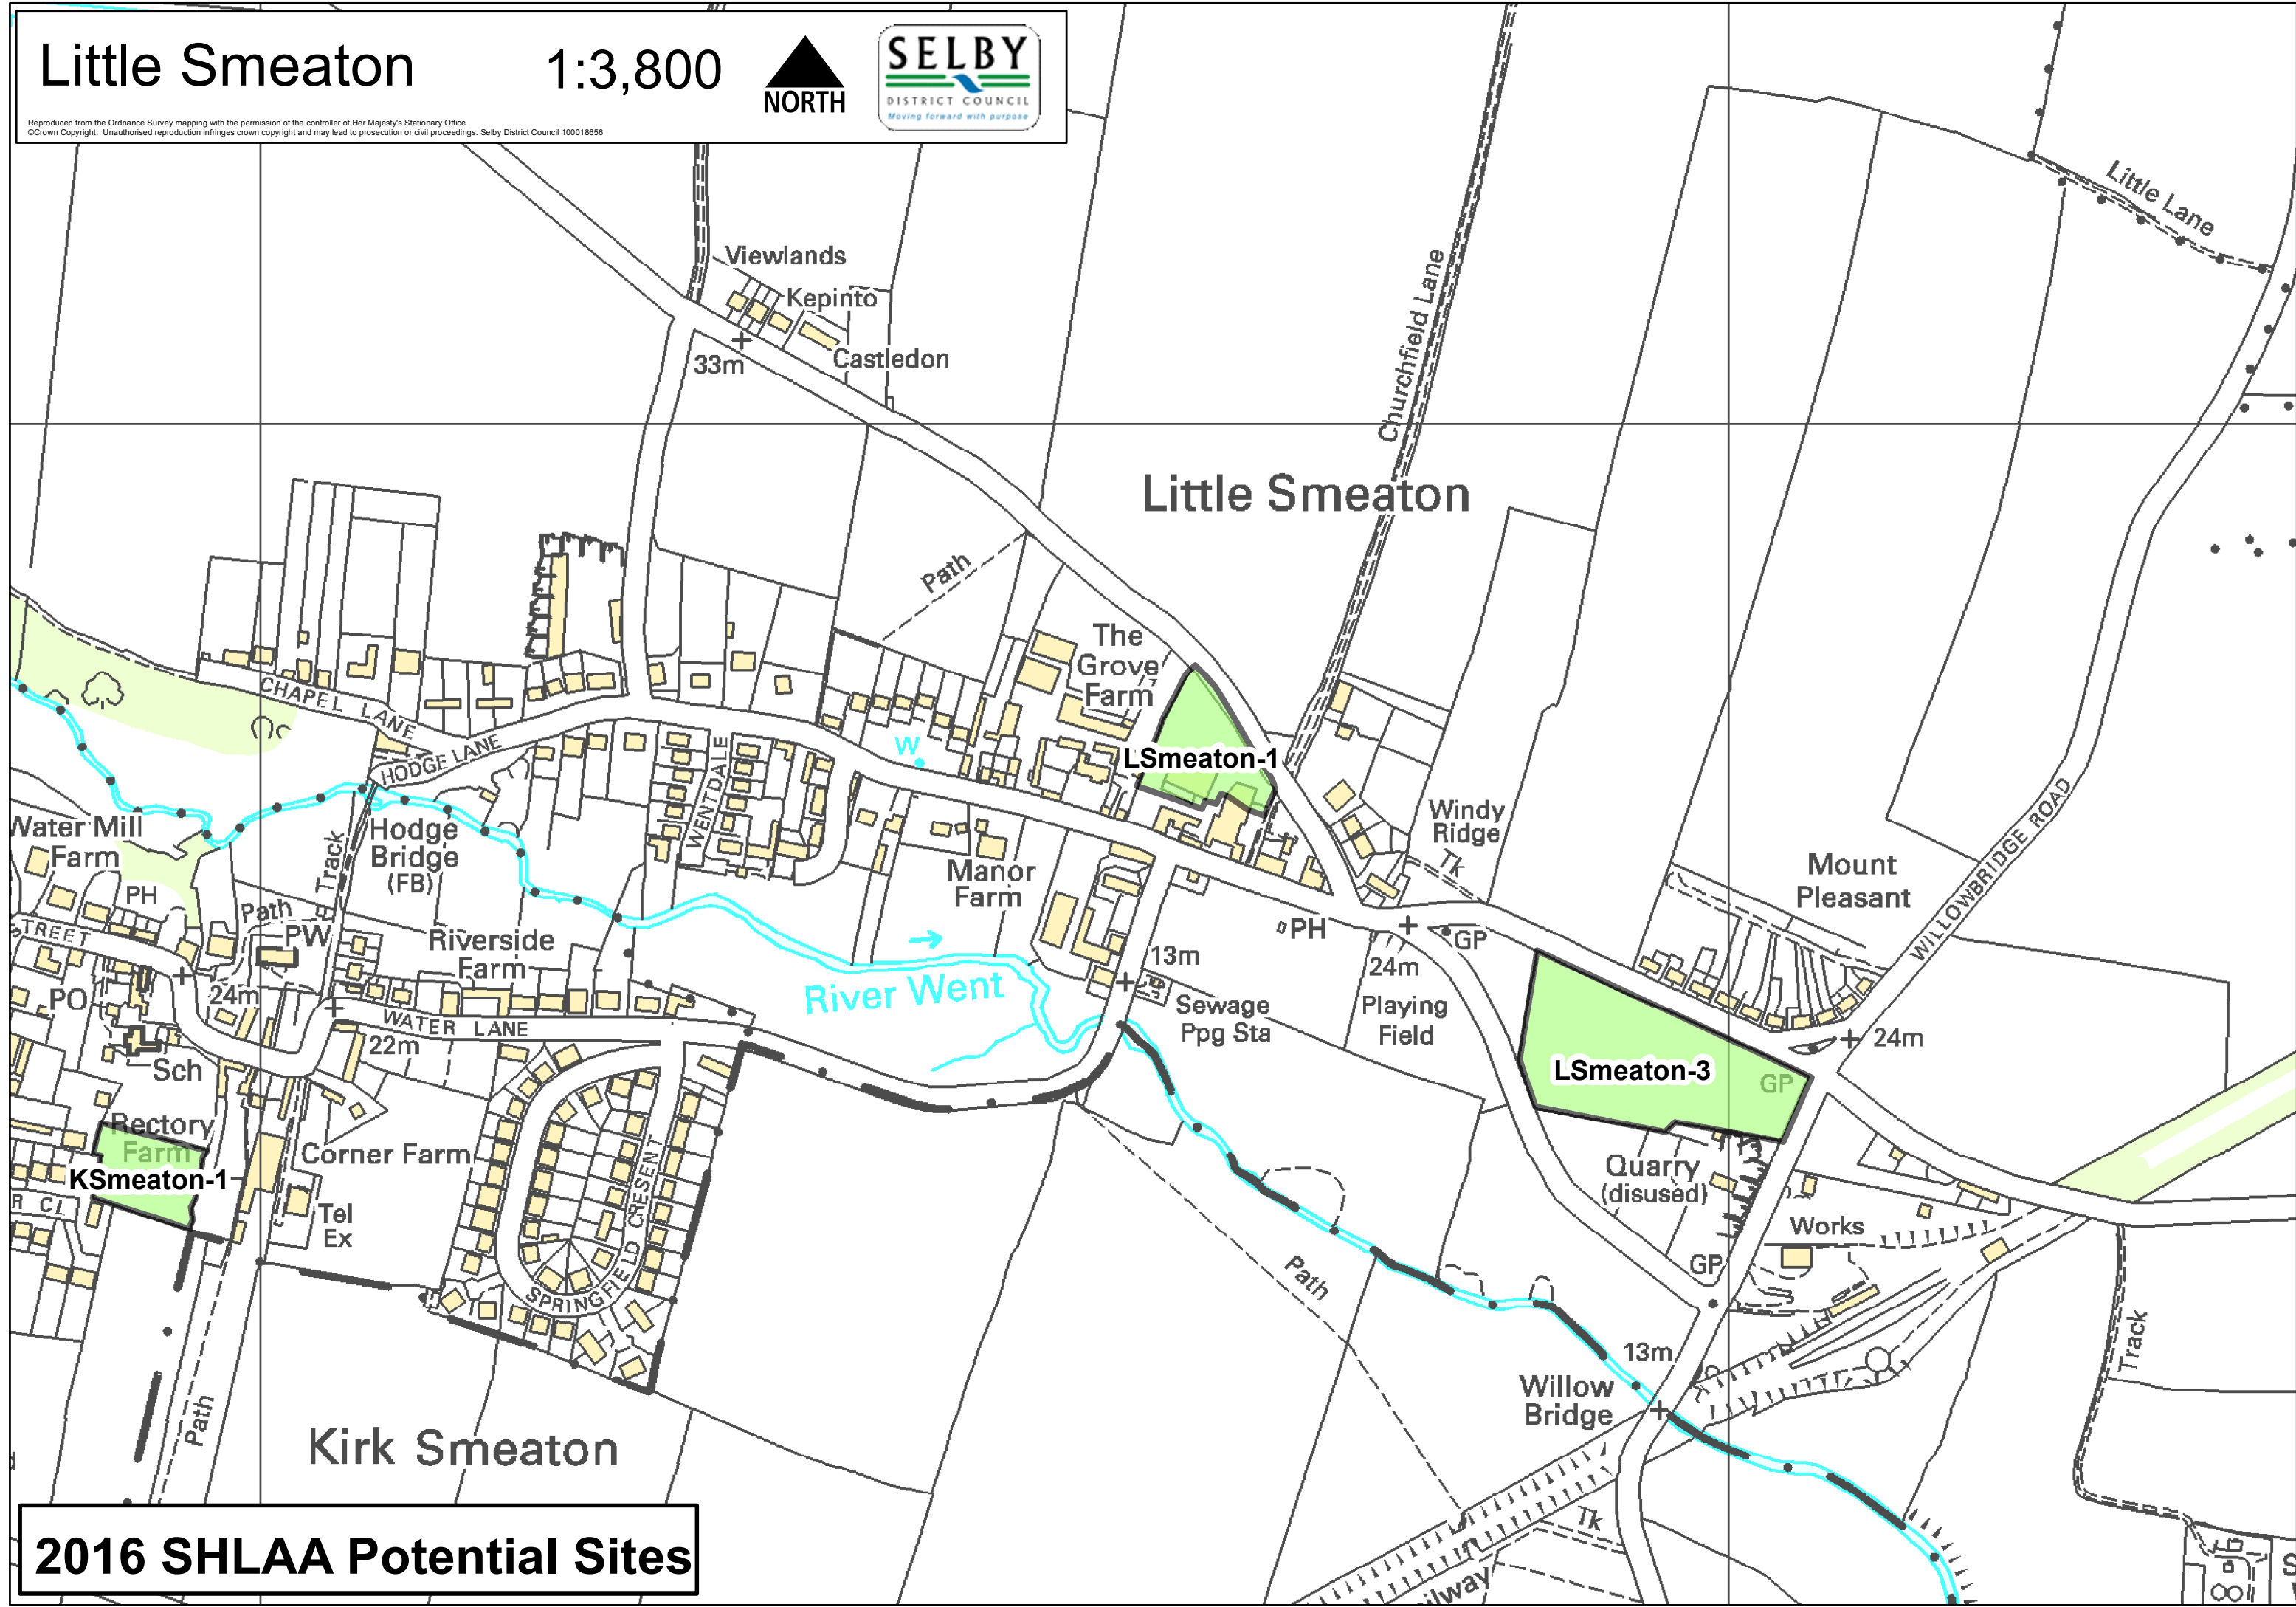 Little Smeaton
1:3,800
NORTH
SELBY
DISTRICT COUNCIL
Moving forward with purpose
Reproduced from the Ordnance Survey mapping with the permission of the controller of Her Majesty's Stationary Office.
©Crown Copyright. Unauthorised reproduction infringes crown copyright and may lead to prosecution or civil proceedings. Selby District Council 100018656
Little Lane
Viewlands
Kepinto
Castledon
33m
Churchfield Lane
Little Smeaton
Path
The
Grove
Farm
LSmeaton-1
CHAPEL LANE
HODGE LANE
WENTDALE
W
Windy
Ridge
Tk
Mount
Pleasant
WILLOWBRIDGE ROAD
Water Mill
Farm
Track
Hodge
Bridge
(FB)
Manor
Farm
PH
Path
PW
TREET
Riverside
Farm
PH
GP
24m
13m
River Went
Sewage
Ppg Sta
Playing
Field
24m
PO
24m
WATER LANE
22m
Sch
LSmeaton-3
GP
Rectory
Farm
KSmeaton-1
R CL
Corner Farm
Tel
Ex
SPRINGFIELD CRESENT
Quarry
(disused)
Works
GP
Path
13m
Willow
Bridge
Track
Path
Kirk Smeaton
Tk
ilway
2016 SHLAA Potential Sites